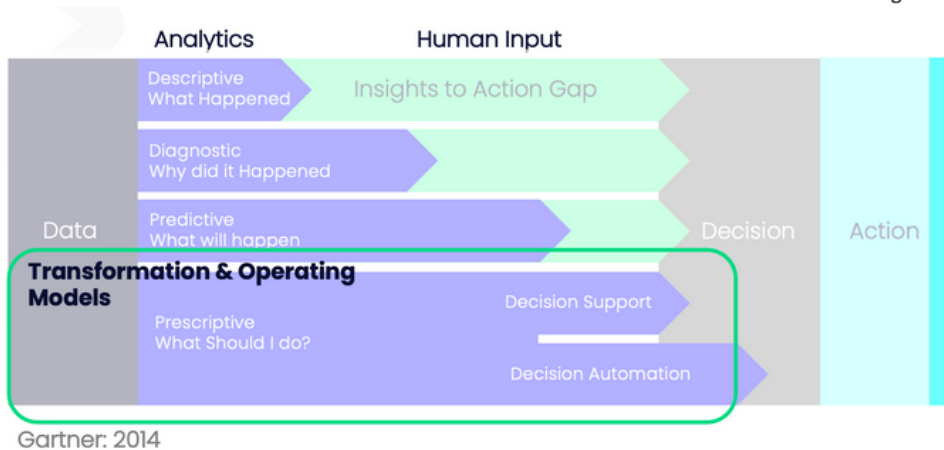 Analytics
Human Input
Descriptive
What Happened
Insights to Action Gap
Diagnostic
Why did it Happened
Data
Predictive
What will happen
Decision
Action
Transformation & Operating
Models
Decision Support
Prescriptive
What Should I do?
Decision Automation
Gartner: 2014